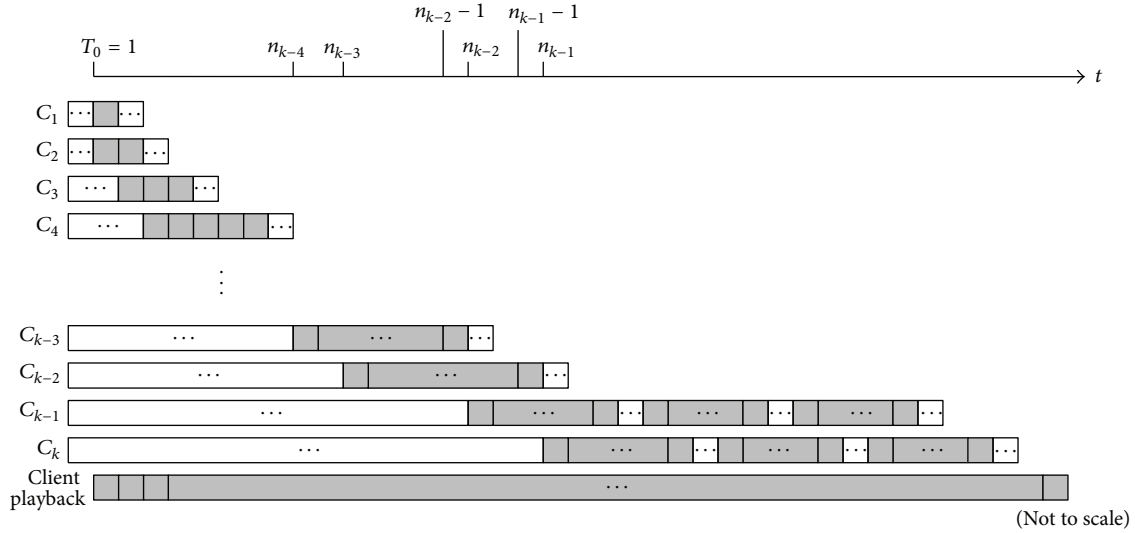 n_{k−2} − 1 n_{k−1} − 1
T_0 = 1 n_{k−4} n_{k−3} n_{k−2} n_{k−1}
t
C_1 ··· ···
C_2 ··· ···
C_3 ··· ···
C_4 ··· ···
⋮
C_{k−3} ··· ··· ···
C_{k−2} ··· ··· ···
C_{k−1} ··· ··· ··· ··· ··· ··· ···
C_k ··· ··· ··· ··· ··· ··· ···
Client
playback ···
(Not to scale)